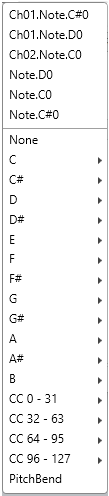 Ch01.Note.C#0
Ch01.Note.D0
Ch02.Note.C0
Note.D0
Note.C0
Note.C#0
None
C
C#
D
D#
E
F
F#
G
G#
A
A#
B
CC 0 - 31
CC 32 - 63
CC 64 - 95
CC 96 - 127
PitchBend